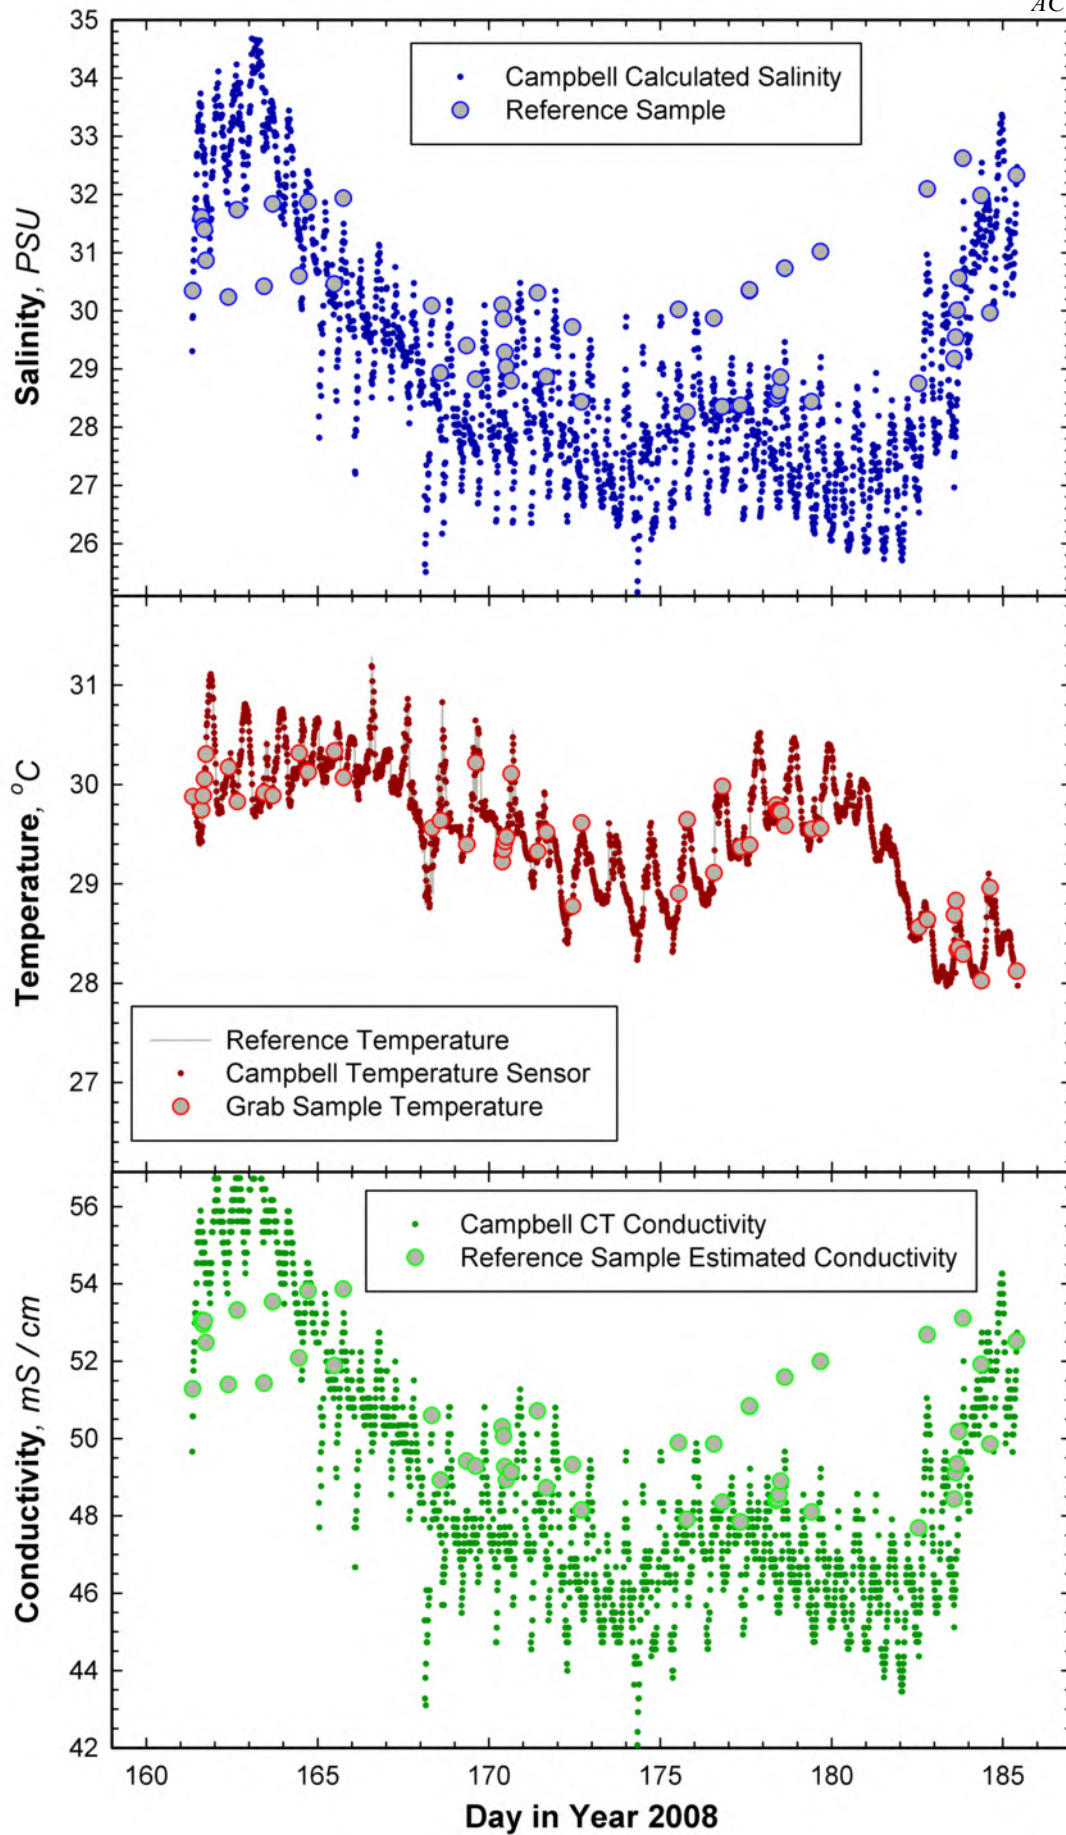 AC
35
34
33
32
31
30
29
28
27
26
Salinity, PSU
Campbell Calculated Salinity
Reference Sample
31
30
29
28
27
Temperature, °C
Reference Temperature
Campbell Temperature Sensor
Grab Sample Temperature
56
54
52
50
48
46
44
42
Conductivity, mS / cm
Campbell CT Conductivity
Reference Sample Estimated Conductivity
160 165 170 175 180 185
Day in Year 2008